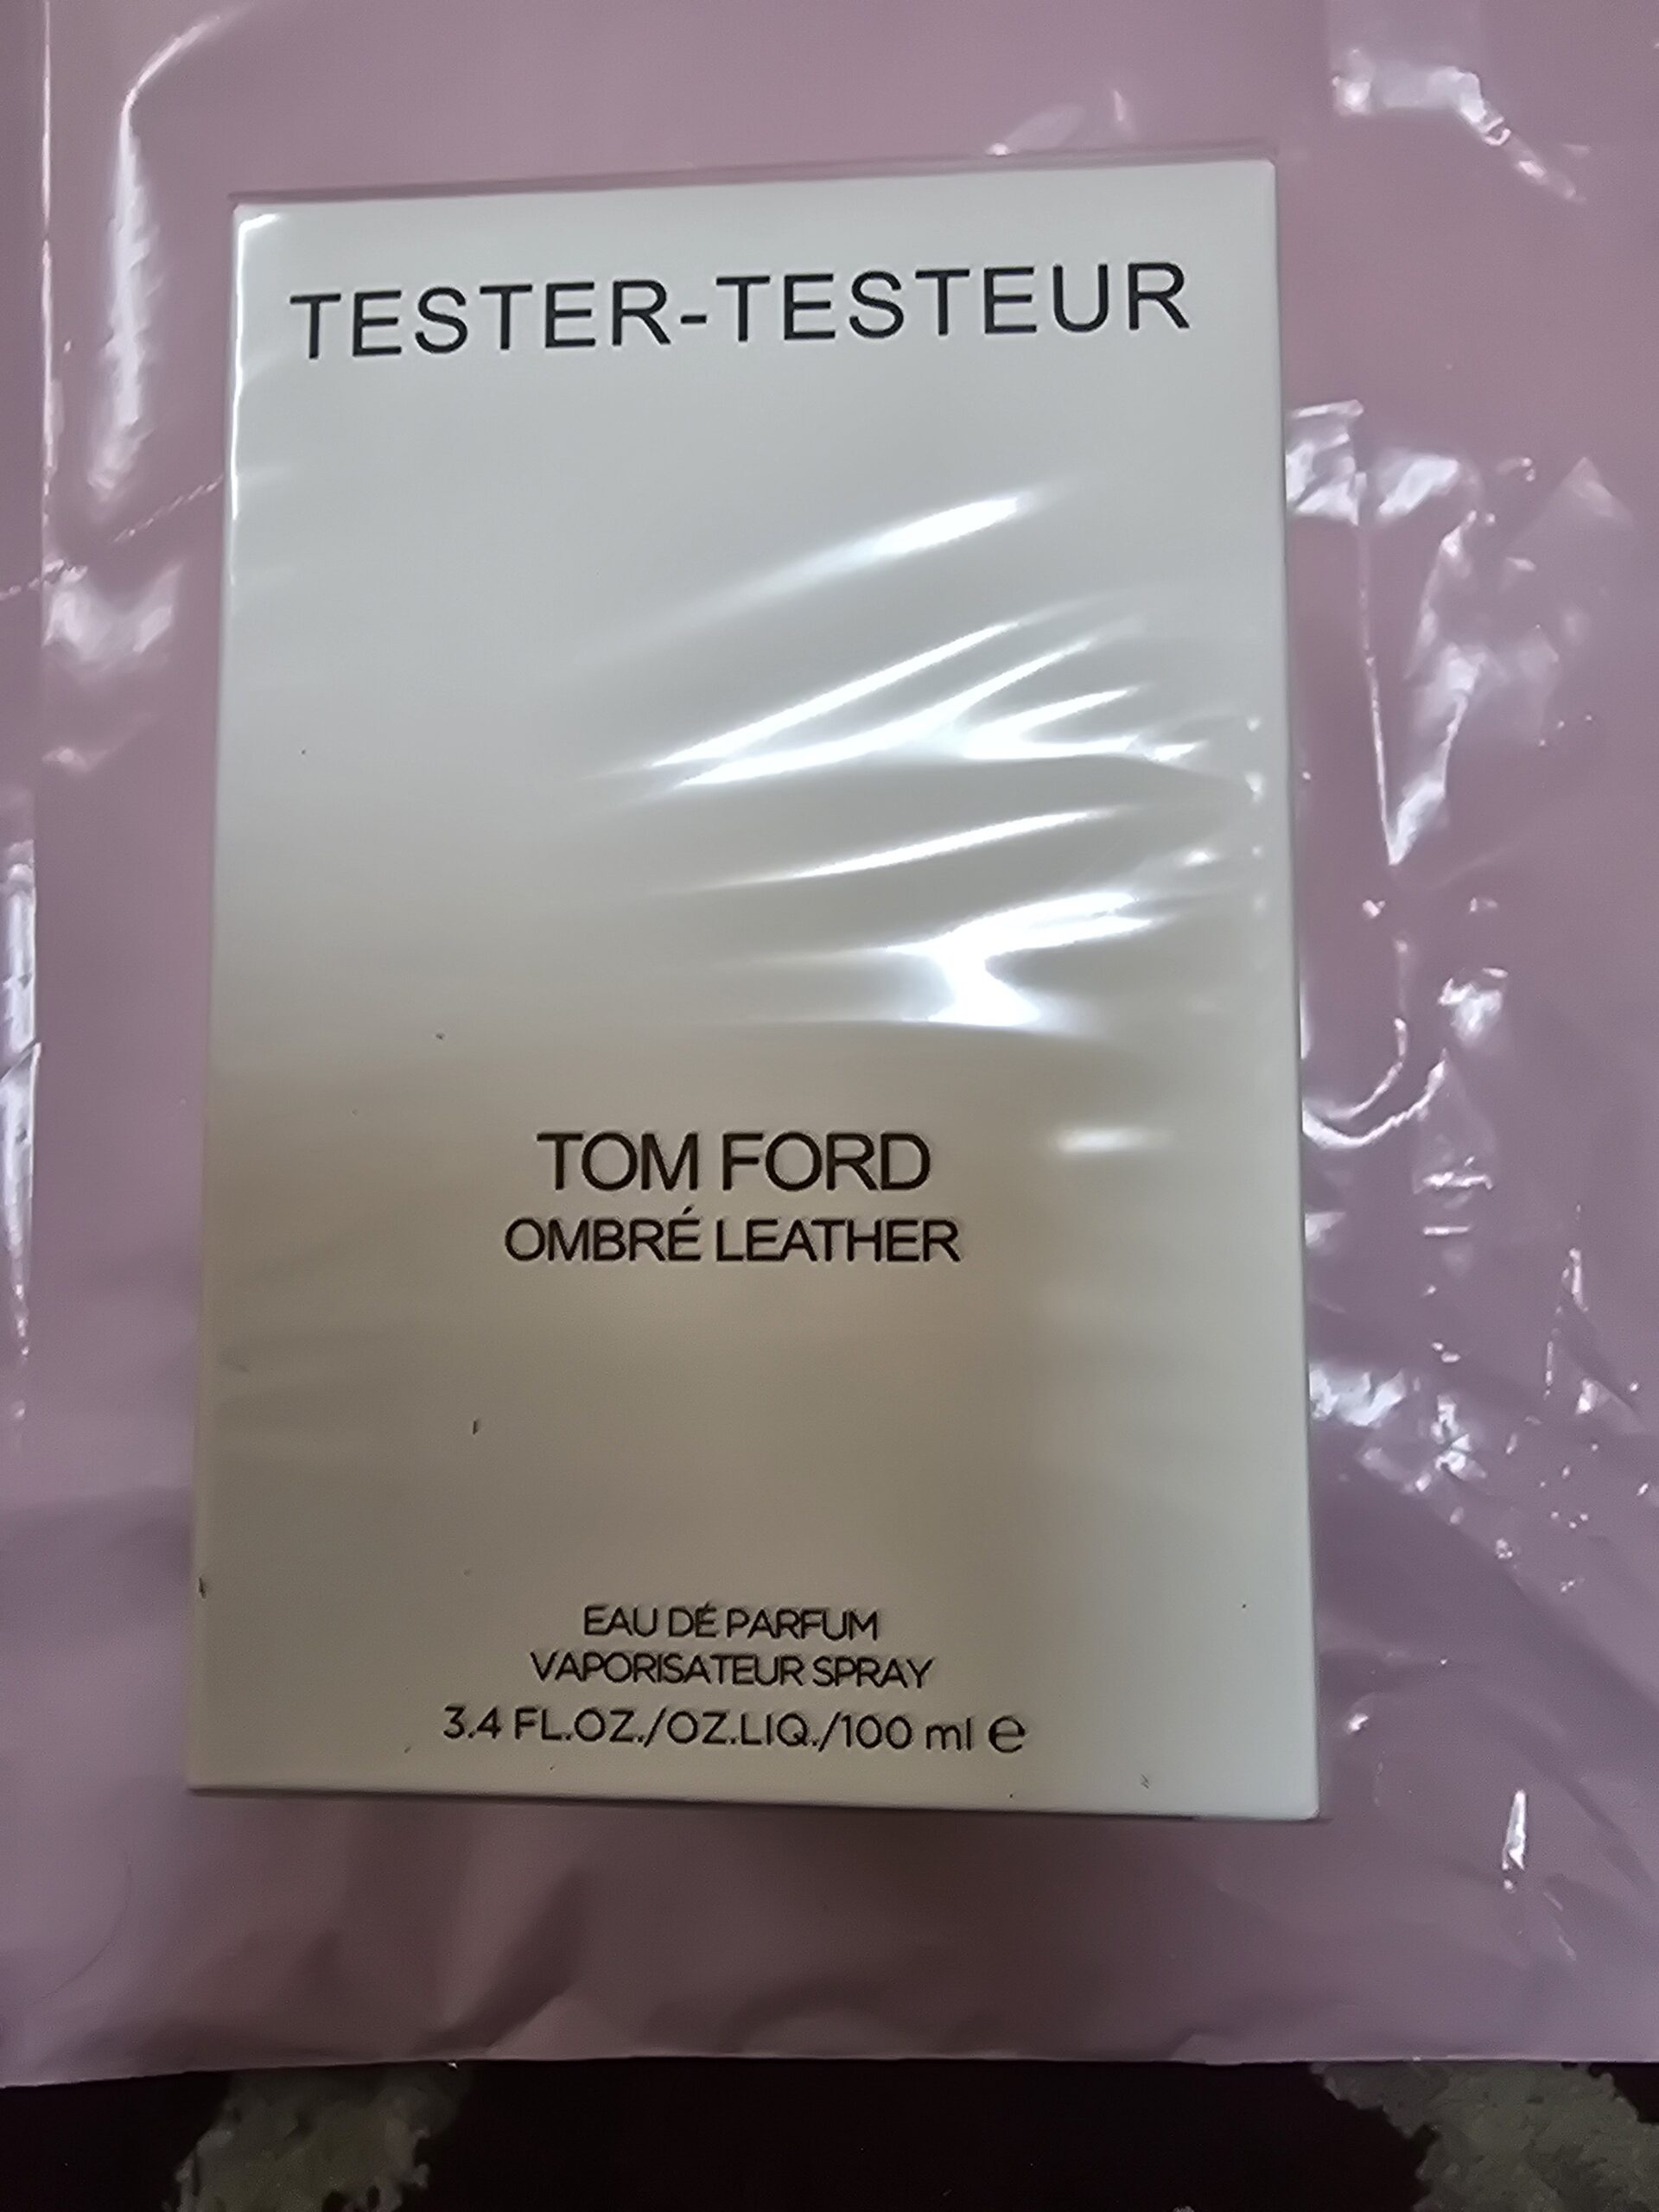 TESTER-TESTEUR
TOM FORD
OMBRÉ LEATHER
EAU DÉ PARFUM
VAPORISATEUR SPRAY
3.4 FL.OZ./OZ.LIQ./100 ml ℮